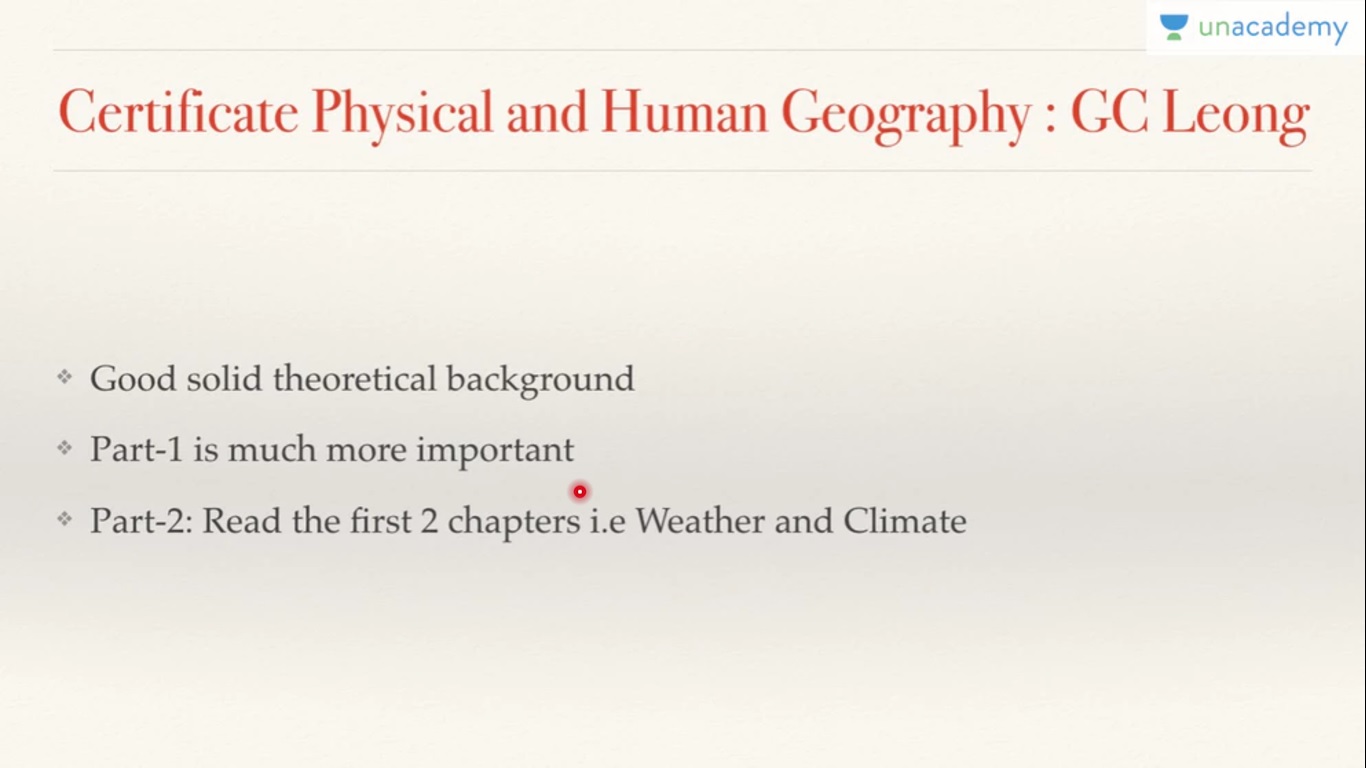 unacademy
Certificate Physical and Human Geography : GC Leong
Good solid theoretical background
Part-1 is much more important
Part-2: Read the first 2 chapters i.e Weather and Climate